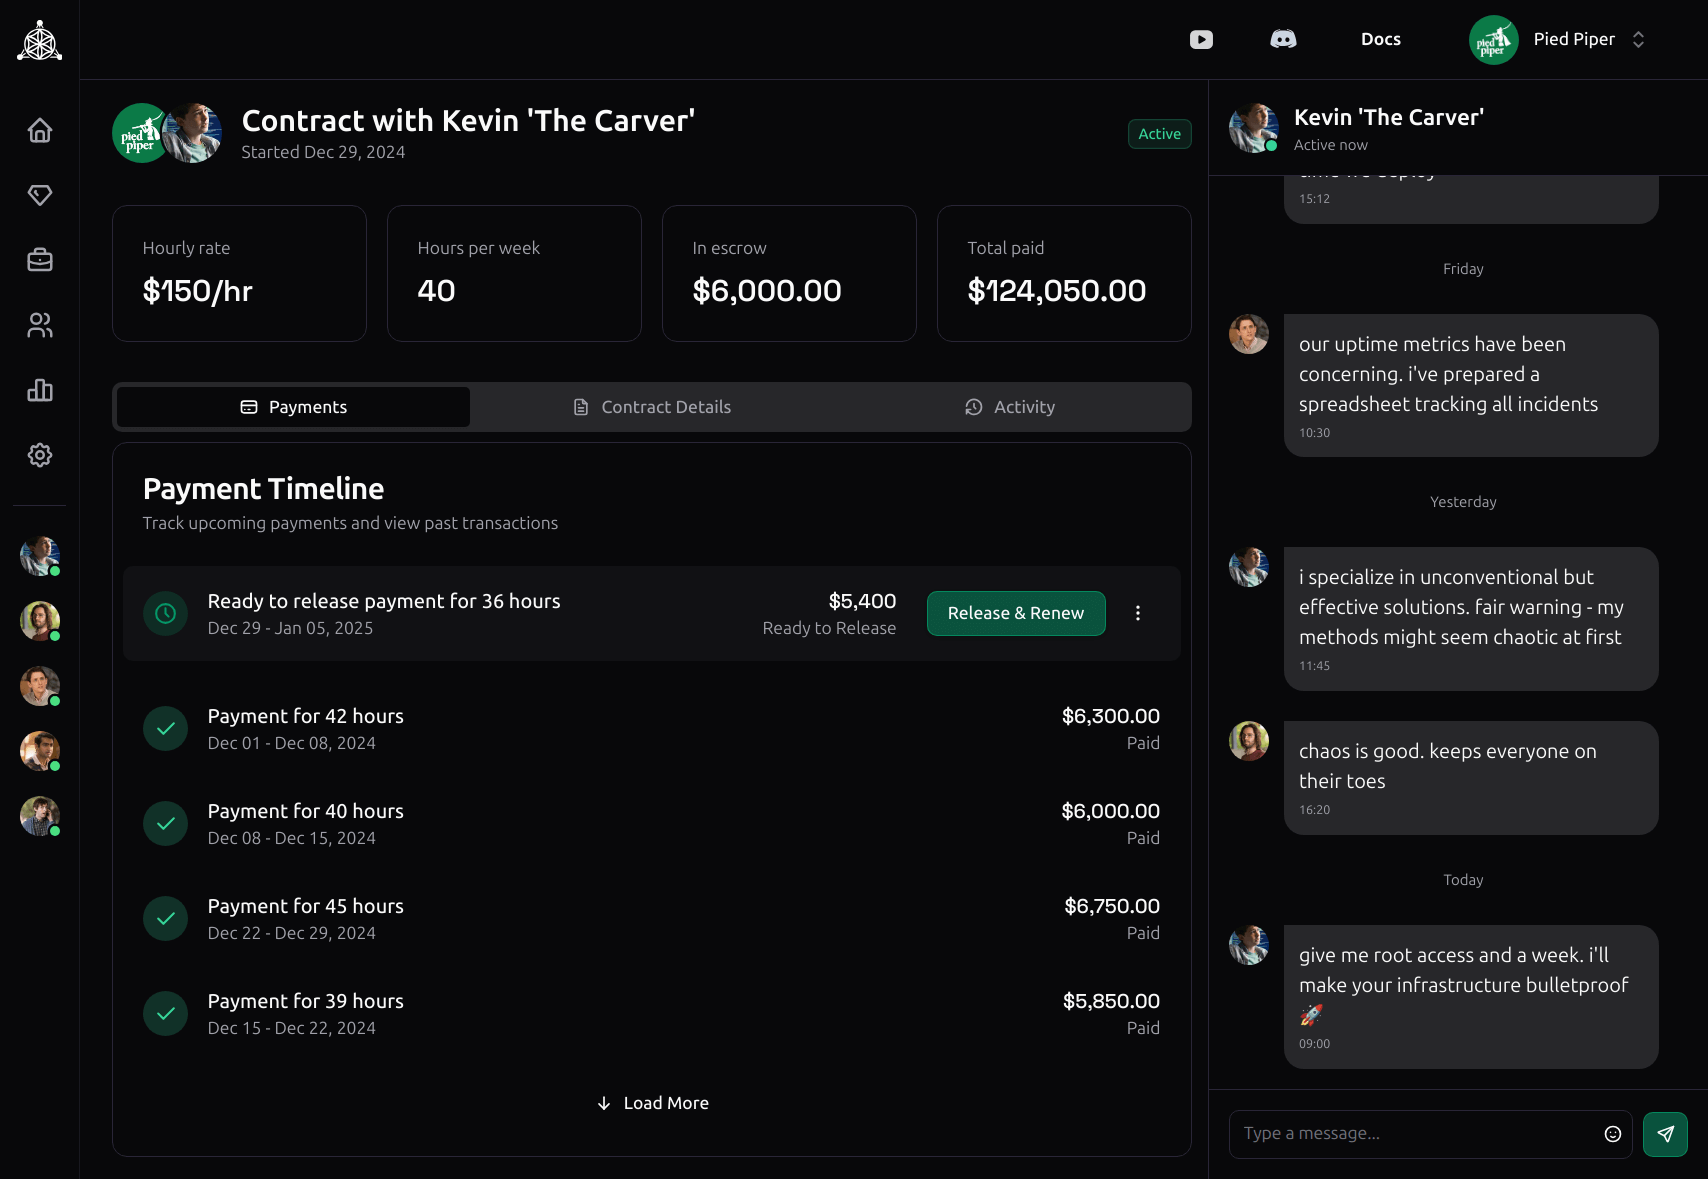 Docs
pied
piper
Pied Piper
pied
piper
Contract with Kevin 'The Carver'
Started Dec 29, 2024
Active
Hourly rate
$150/hr
Hours per week
40
In escrow
$6,000.00
Total paid
$124,050.00
Payments
Contract Details
Activity
Payment Timeline
Track upcoming payments and view past transactions
Ready to release payment for 36 hours
Dec 29 - Jan 05, 2025
$5,400
Ready to Release
Release & Renew
Payment for 42 hours
Dec 01 - Dec 08, 2024
$6,300.00
Paid
Payment for 40 hours
Dec 08 - Dec 15, 2024
$6,000.00
Paid
Payment for 45 hours
Dec 22 - Dec 29, 2024
$6,750.00
Paid
Payment for 39 hours
Dec 15 - Dec 22, 2024
$5,850.00
Paid
Load More
Kevin 'The Carver'
Active now
15:12
Friday
our uptime metrics have been
concerning. i've prepared a
spreadsheet tracking all incidents
10:30
Yesterday
i specialize in unconventional but
effective solutions. fair warning - my
methods might seem chaotic at first
11:45
chaos is good. keeps everyone on
their toes
16:20
Today
give me root access and a week. i'll
make your infrastructure bulletproof
🚀
09:00
Type a message...